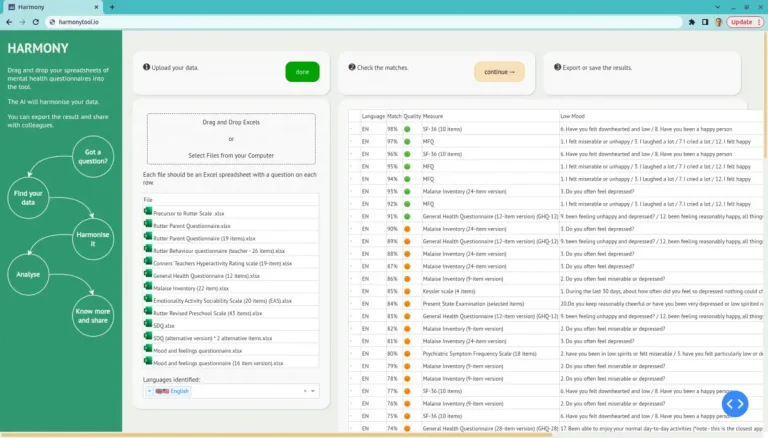 Harmony
harmonytool.io
Update
HARMONY
Drag and drop your spreadsheets of
mental health questionnaires into
the tool.
The AI will harmonise your data.
You can export the result and share
with colleagues.
Got a
question?
Find your
data
Harmonise
it
Analyse
Know more
and share
1 Upload your data.
done
2 Check the matches.
continue →
3 Export or save the results.
Drag and Drop Excels
or
Select Files from your Computer
Each file should be an Excel spreadsheet with a question on each
row.
File
Precursor to Rutter Scale .xlsx
Rutter Parent Questionnaire.xlsx
Rutter Parent Questionnaire (19 items).xlsx
Rutter Behaviour questionnaire (teacher - 26 items).xlsx
Conners' Teachers Hyperactivity Rating scale (19-item).xlsx
General Health Questionnaire (12 items).xlsx
Malaise Inventory (22 item).xlsx
Emotionality Activity Sociability Scale (20 items) (EAS).xlsx
Rutter Revised Preschool Scale (43 items).xlsx
SDQ.xlsx
SDQ (alternative version) * 2 alternative items.xlsx
Mood and feelings questionnaire.xlsx
Mood and feelings questionnaire (16 item version).xlsx
Languages identified:
× English
Language Match Quality Measure Low Mood
EN 98% SF-36 (10 items) 6. Have you felt downhearted and low / 8. Have you been a happy person
EN 97% MFQ 1. I felt miserable or unhappy / 3. I laughed a lot / 7. I cried a lot / 12. I felt happy
EN 96% SF-36 (10 items) 6. Have you felt downhearted and low / 8. Have you been a happy person
EN 95% MFQ 1. I felt miserable or unhappy / 3. I laughed a lot / 7. I cried a lot / 12. I felt happy
EN 94% MFQ 1. I felt miserable or unhappy / 3. I laughed a lot / 7. I cried a lot / 12. I felt happy
EN 93% Malaise Inventory (24-item version) 3. Do you often feel depressed?
EN 92% Malaise Inventory (24-item version) 3. Do you often feel depressed?
EN 91% General Health Questionnaire (12-item version) (GHQ-12) 9. been feeling unhappy and depressed? / 12. been feeling reasonably happy, all thing
EN 90% Malaise Inventory (24-item version) 3. Do you often feel depressed?
EN 89% General Health Questionnaire (12-item version) (GHQ-12) 9. been feeling unhappy and depressed? / 12. been feeling reasonably happy, all thing
EN 88% Malaise Inventory (24-item version) 3. Do you often feel depressed?
EN 87% Malaise Inventory (24-item version) 3. Do you often feel depressed?
EN 86% Malaise Inventory (9-item version) 2. Do you often feel miserable or depressed?
EN 85% Kessler scale (4 items) 1. During the last 30 days, about how often did you feel so depressed nothing could ch
EN 84% Present State Examination (selected items) 20.Do you keep reasonably cheerful or have you been very depressed or low spirited r
EN 83% General Health Questionnaire (12-item version) (GHQ-12) 9. been feeling unhappy and depressed? / 12. been feeling reasonably happy, all thing
EN 82% Malaise Inventory (9-item version) 2. Do you often feel miserable or depressed?
EN 81% Malaise Inventory (24-item version) 3. Do you often feel depressed?
EN 80% Psychiatric Symptom Frequency Scale (18 items) 2. have you been in low spirits or felt miserable / 3. have you felt particularly low or d
EN 79% Malaise Inventory (9-item version) 2. Do you often feel miserable or depressed?
EN 78% Malaise Inventory (9-item version) 2. Do you often feel miserable or depressed?
EN 77% SF-36 (10 items) 6. Have you felt downhearted and low / 8. Have you been a happy person
EN 76% Malaise Inventory (9-item version) 2. Do you often feel miserable or depressed?
EN 75% SF-36 (10 items) 6. Have you felt downhearted and low / 8. Have you been a happy person
EN 74% General Health Questionnaire (28-item version) (GHQ-28) 17. Been able to enjoy your normal day-to-day activities (*note - this is the closest app